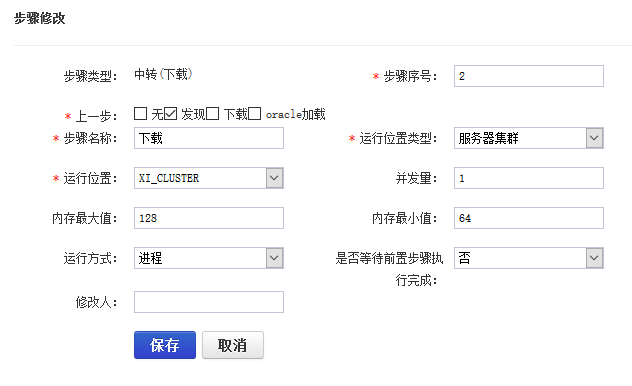 步骤修改
步骤类型： 中转(下载) * 步骤序号： 2
* 上一步： 无 发现 下载 oracle加载
* 步骤名称： 下载 * 运行位置类型： 服务器集群
* 运行位置： XI_CLUSTER 并发量： 1
内存最大值： 128 内存最小值： 64
运行方式： 进程 是否等待前置步骤执
行完成： 否
修改人：
保存 取消